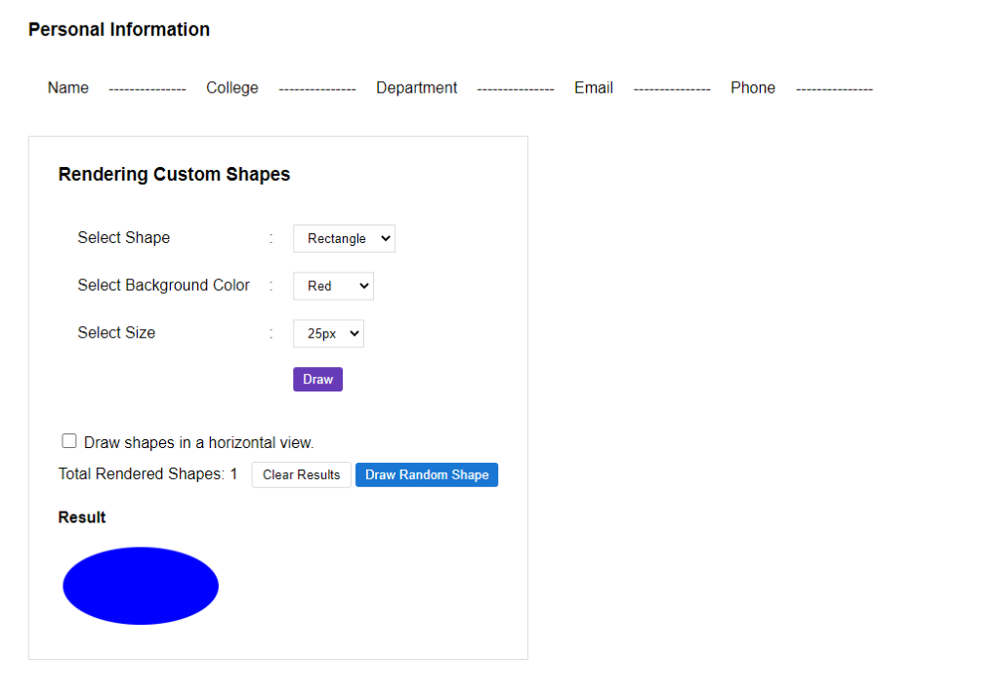 Personal Information
Name --------------- College --------------- Department --------------- Email --------------- Phone ---------------
Rendering Custom Shapes
Select Shape : Rectangle
Select Background Color : Red
Select Size : 25px
Draw
Draw shapes in a horizontal view.
Total Rendered Shapes: 1 Clear Results Draw Random Shape
Result